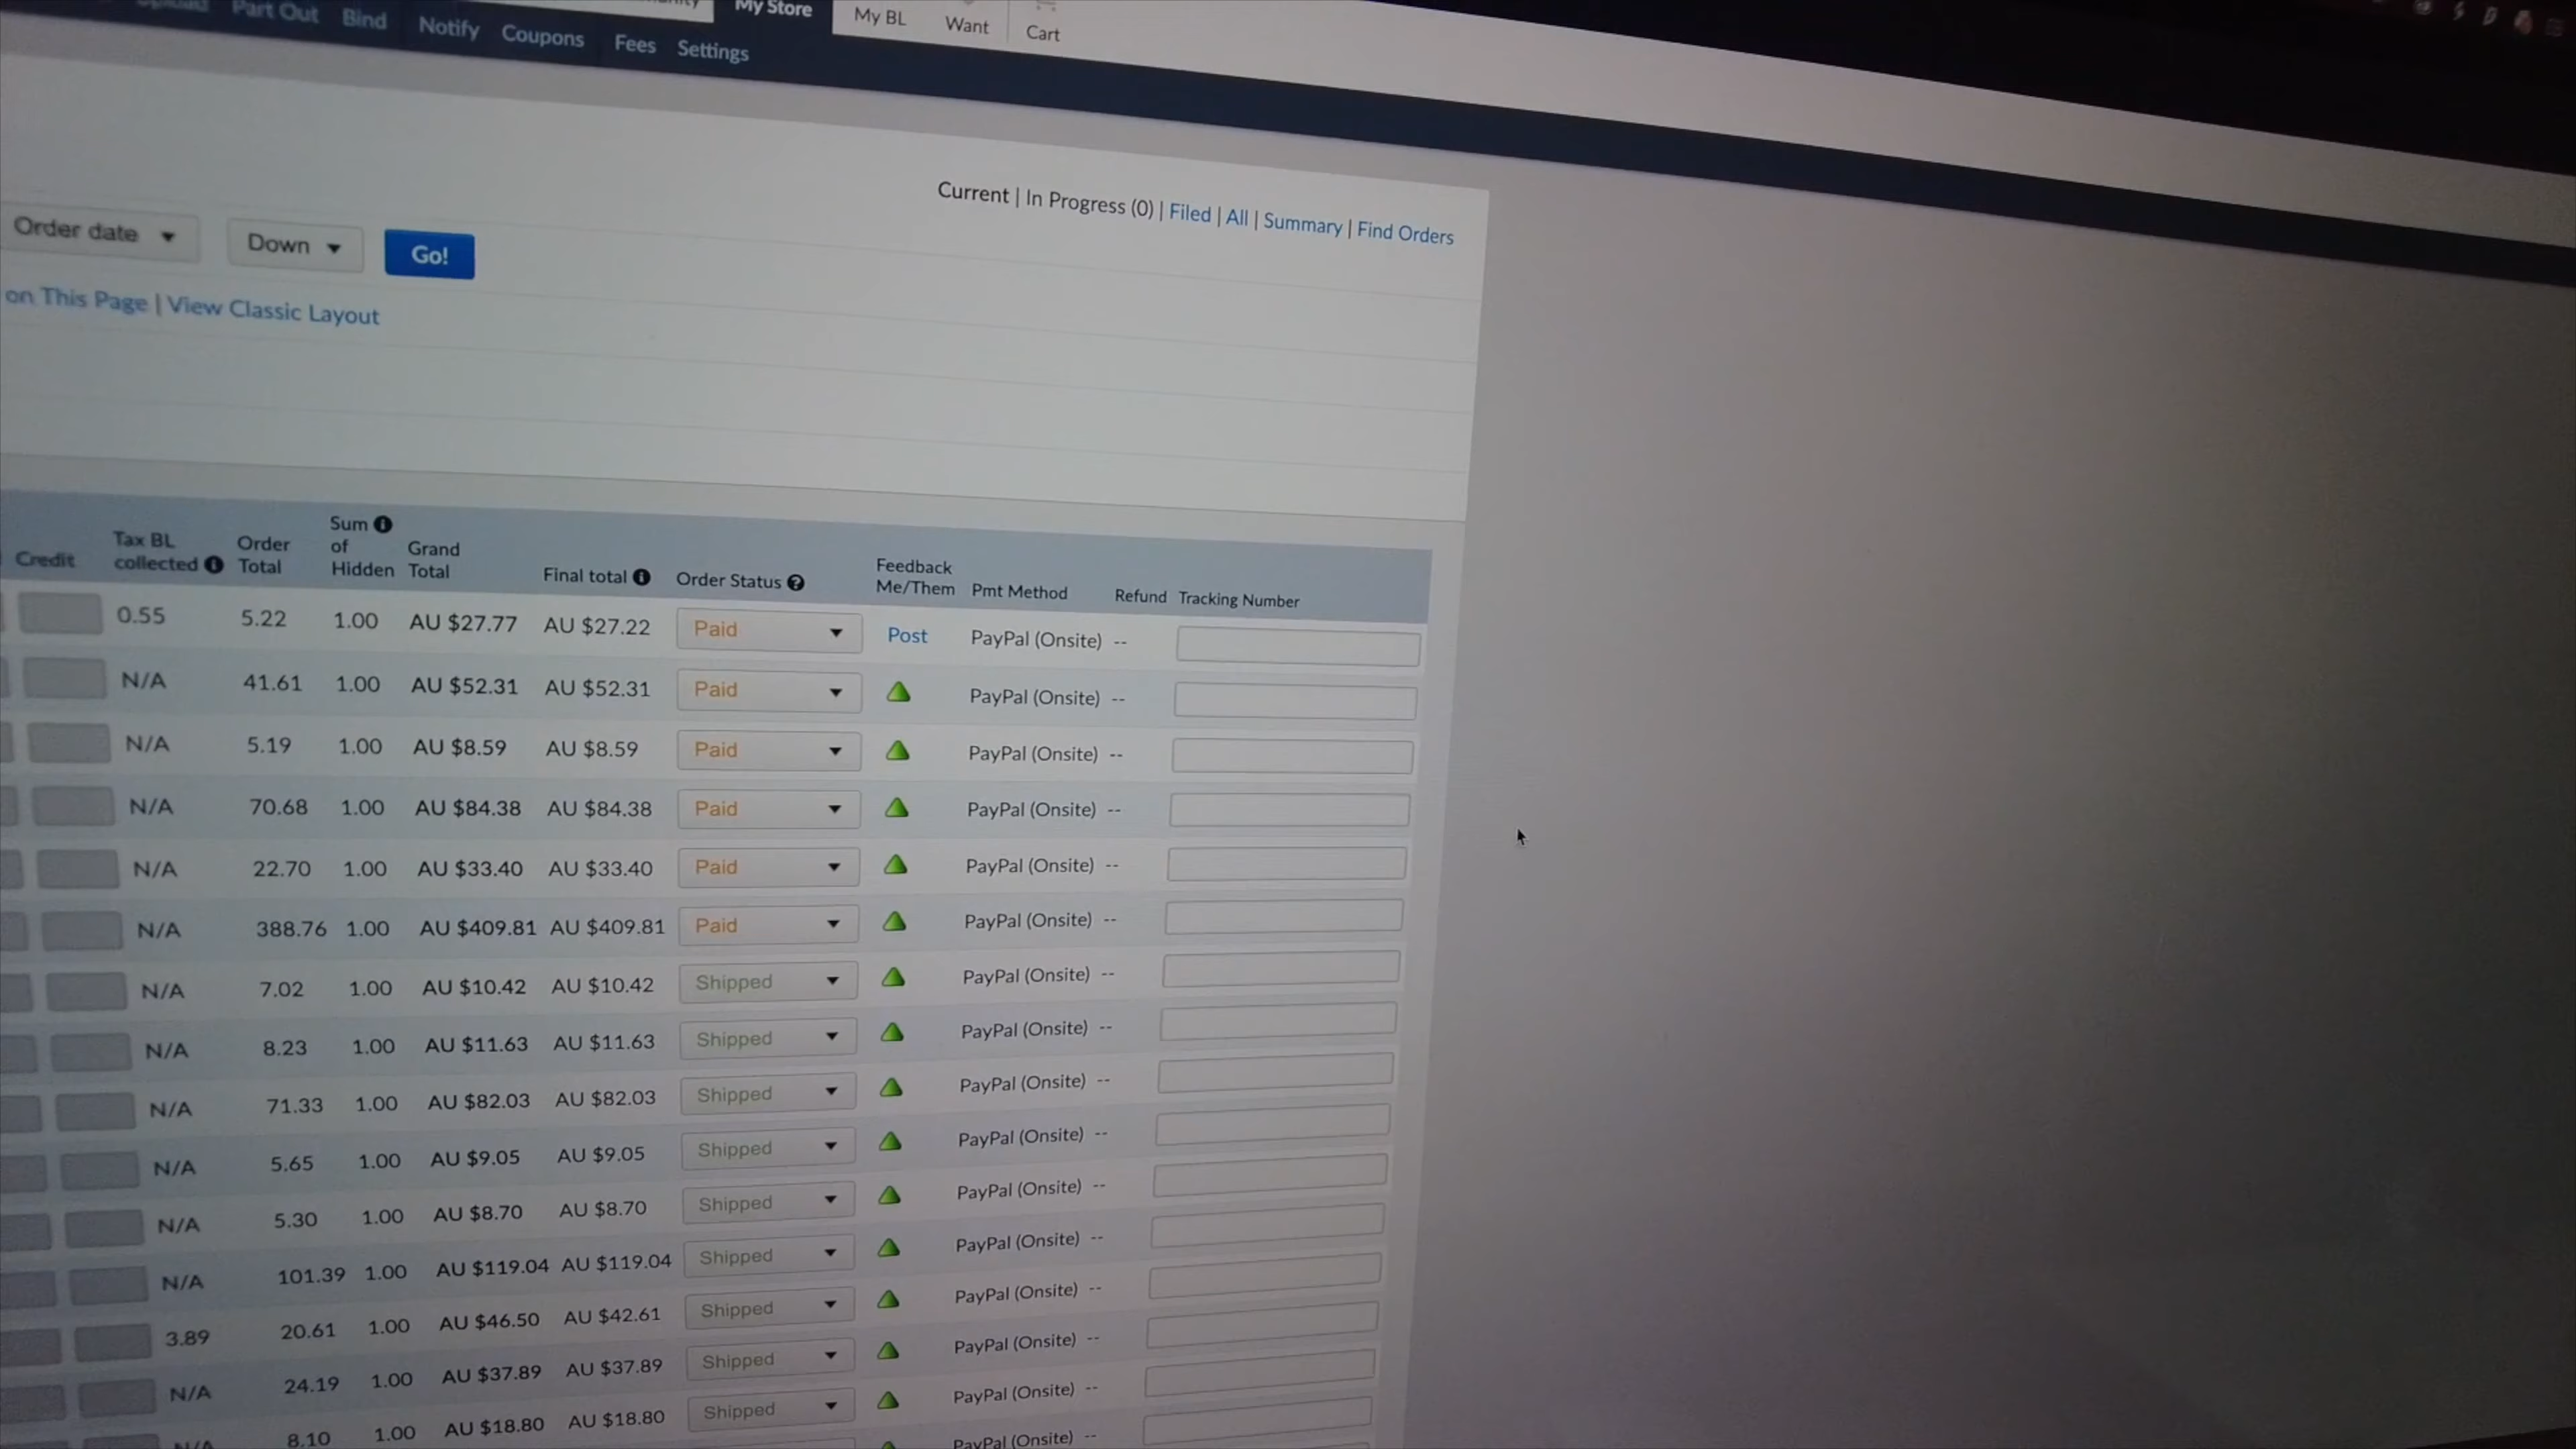 My Store My BL Want Cart
Part Out Bind Notify Coupons Fees Settings
Current | In Progress (0) | Filed | All | Summary | Find Orders
Order date Down Go!
on This Page | View Classic Layout
Credit Tax BL collected Order Total Sum of Hidden Grand Total Final total Order Status Feedback Me/Them Pmt Method Refund Tracking Number
0.55 5.22 1.00 AU $27.77 AU $27.22 Paid Post PayPal (Onsite) --
N/A 41.61 1.00 AU $52.31 AU $52.31 Paid PayPal (Onsite) --
N/A 5.19 1.00 AU $8.59 AU $8.59 Paid PayPal (Onsite) --
N/A 70.68 1.00 AU $84.38 AU $84.38 Paid PayPal (Onsite) --
N/A 22.70 1.00 AU $33.40 AU $33.40 Paid PayPal (Onsite) --
N/A 388.76 1.00 AU $409.81 AU $409.81 Paid PayPal (Onsite) --
N/A 7.02 1.00 AU $10.42 AU $10.42 Shipped PayPal (Onsite) --
N/A 8.23 1.00 AU $11.63 AU $11.63 Shipped PayPal (Onsite) --
N/A 71.33 1.00 AU $82.03 AU $82.03 Shipped PayPal (Onsite) --
N/A 5.65 1.00 AU $9.05 AU $9.05 Shipped PayPal (Onsite) --
N/A 5.30 1.00 AU $8.70 AU $8.70 Shipped PayPal (Onsite) --
N/A 101.39 1.00 AU $119.04 AU $119.04 Shipped PayPal (Onsite) --
3.89 20.61 1.00 AU $46.50 AU $42.61 Shipped PayPal (Onsite) --
N/A 24.19 1.00 AU $37.89 AU $37.89 Shipped PayPal (Onsite) --
N/A 8.10 1.00 AU $18.80 AU $18.80 Shipped PayPal (Onsite) --
PayPal (Onsite) --